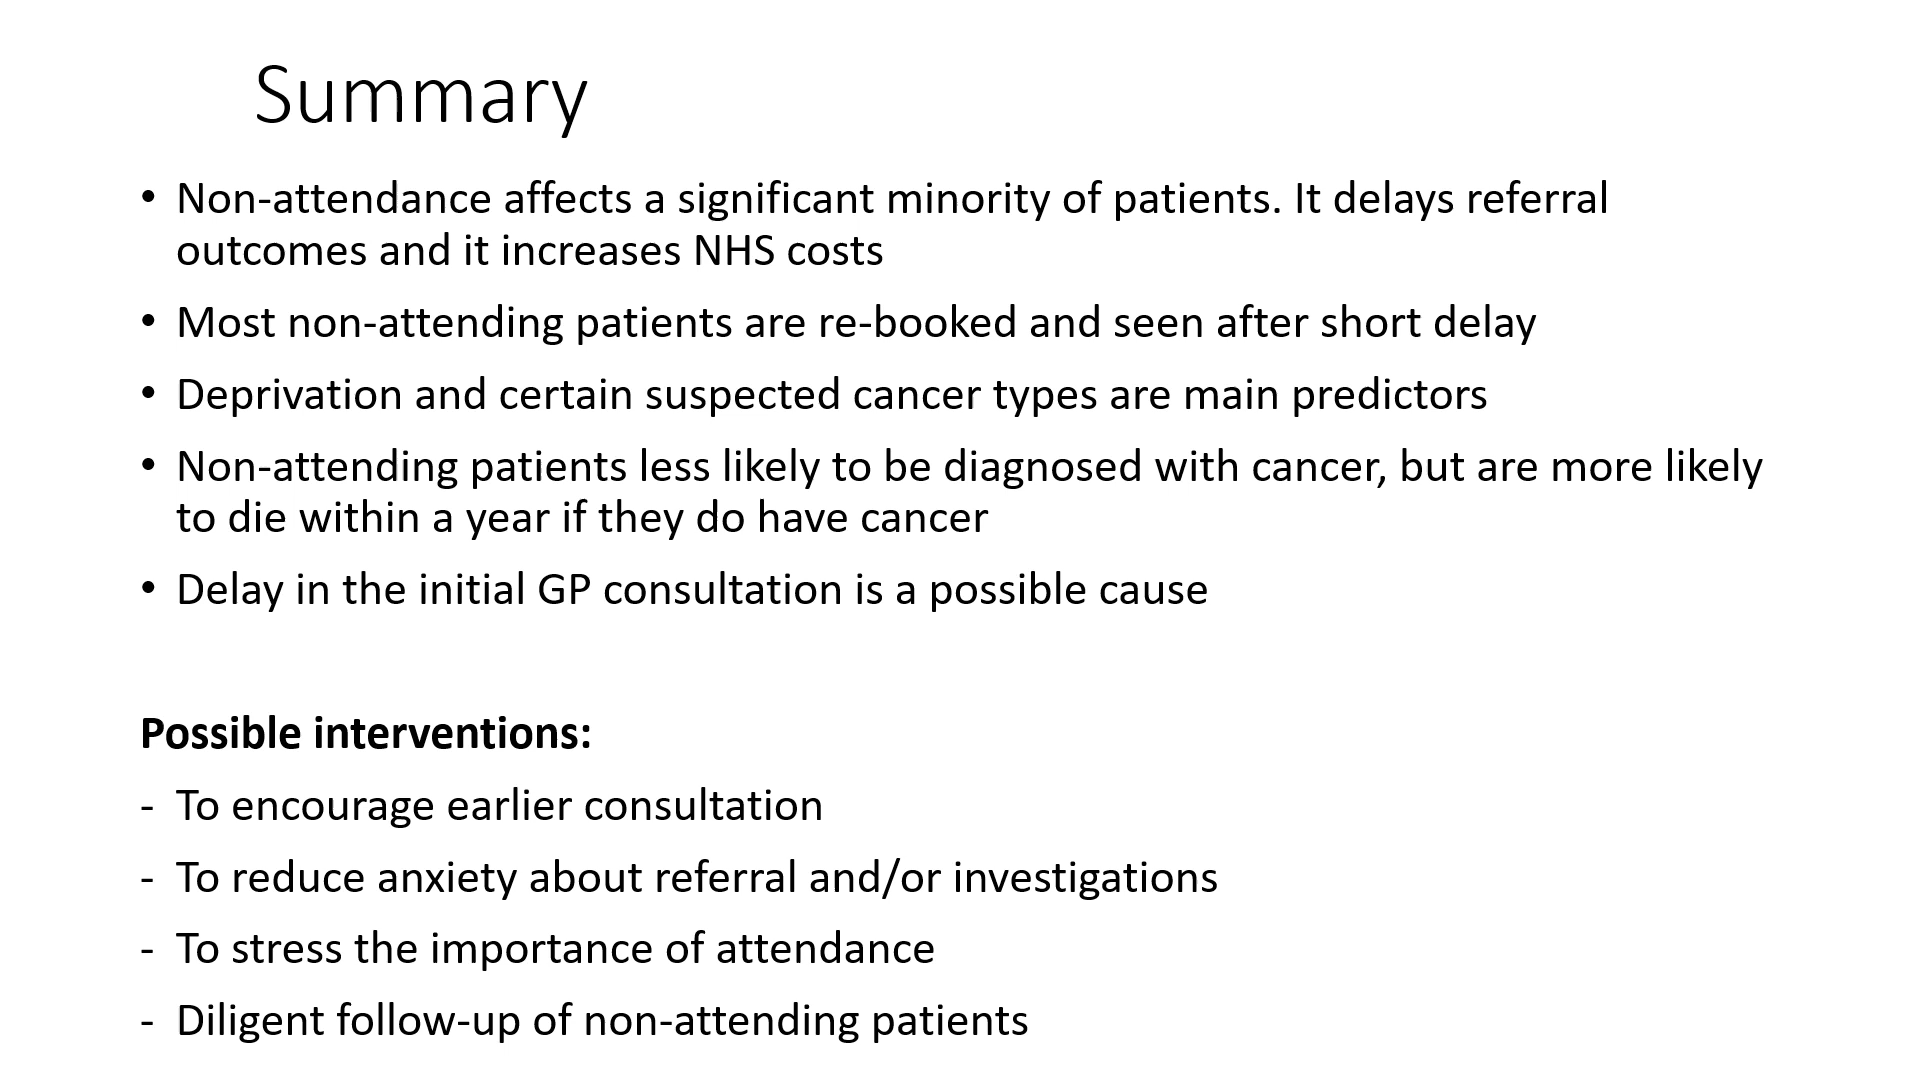 Summary
• Non-attendance affects a significant minority of patients. It delays referral
outcomes and it increases NHS costs
• Most non-attending patients are re-booked and seen after short delay
• Deprivation and certain suspected cancer types are main predictors
• Non-attending patients less likely to be diagnosed with cancer, but are more likely
to die within a year if they do have cancer
• Delay in the initial GP consultation is a possible cause
Possible interventions:
- To encourage earlier consultation
- To reduce anxiety about referral and/or investigations
- To stress the importance of attendance
- Diligent follow-up of non-attending patients